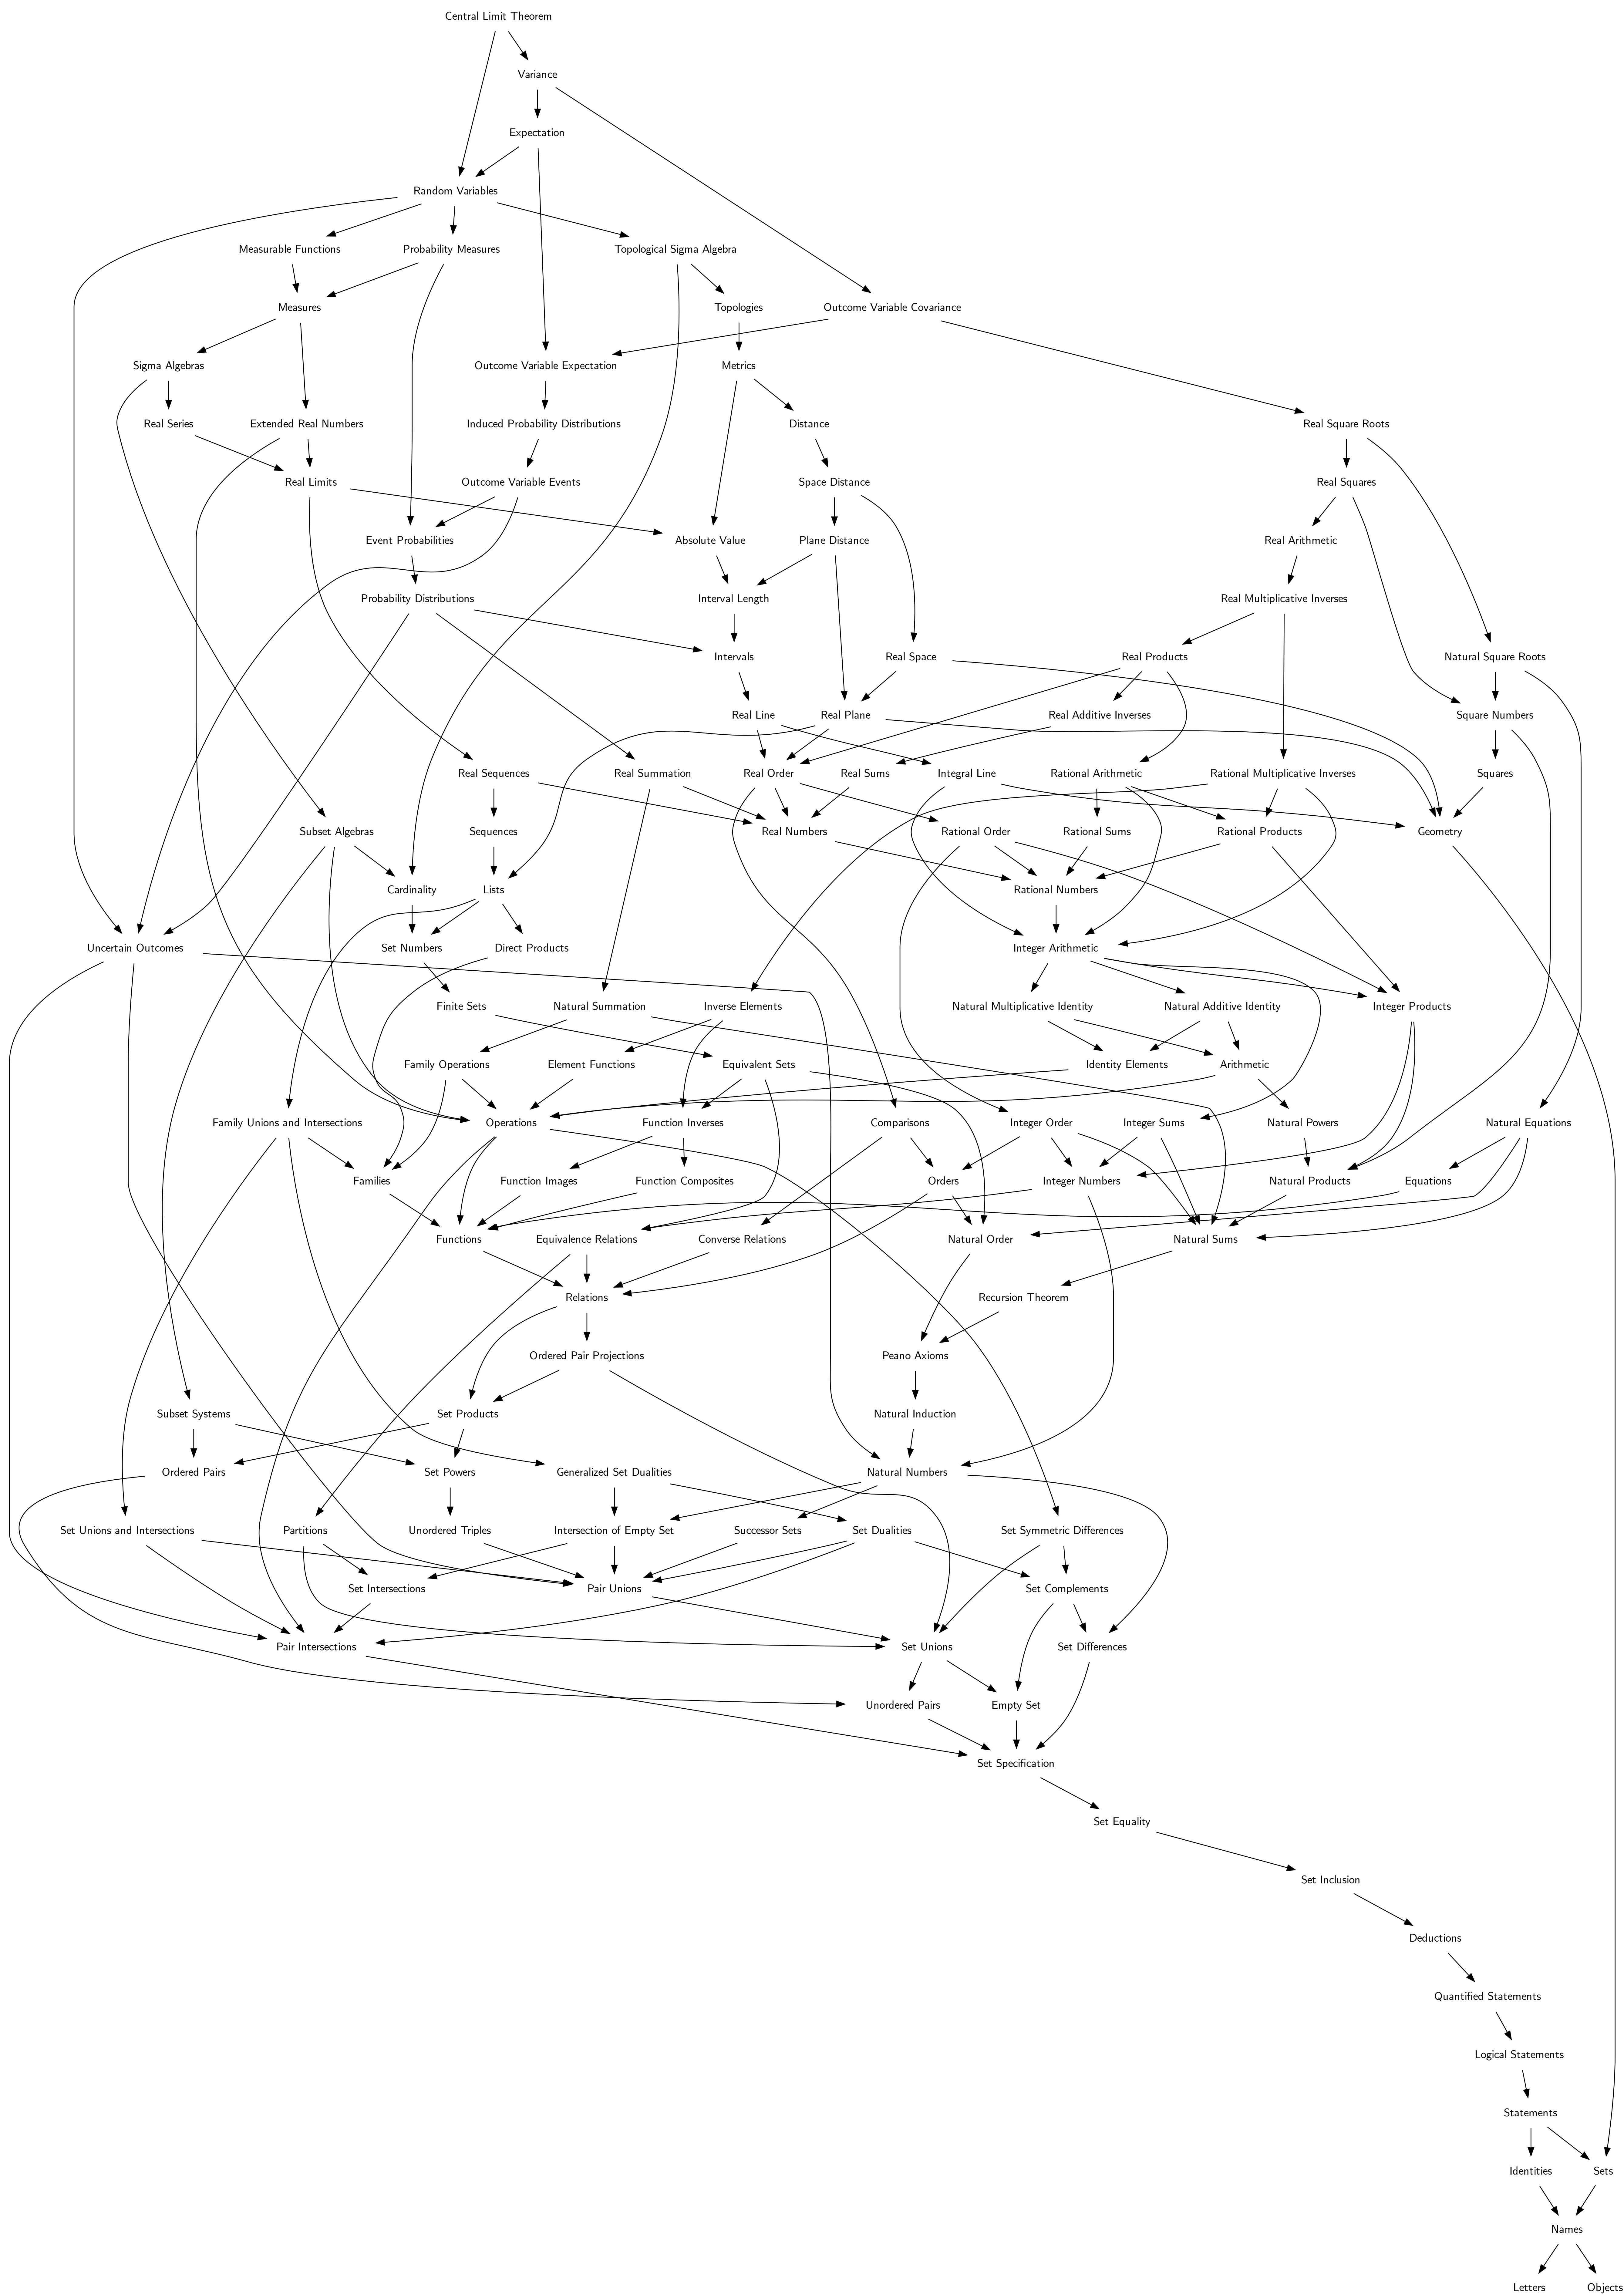 Central Limit Theorem
Variance
Expectation
Random Variables
Measurable Functions
Probability Measures
Topological Sigma Algebra
Measures
Topologies
Outcome Variable Covariance
Sigma Algebras
Outcome Variable Expectation
Metrics
Real Series
Extended Real Numbers
Induced Probability Distributions
Distance
Real Square Roots
Real Limits
Outcome Variable Events
Space Distance
Real Squares
Event Probabilities
Absolute Value
Plane Distance
Real Arithmetic
Probability Distributions
Interval Length
Real Multiplicative Inverses
Intervals
Real Space
Real Products
Natural Square Roots
Real Line
Real Plane
Real Additive Inverses
Square Numbers
Real Sequences
Real Summation
Real Order
Real Sums
Integral Line
Rational Arithmetic
Rational Multiplicative Inverses
Squares
Subset Algebras
Sequences
Real Numbers
Rational Order
Rational Sums
Rational Products
Geometry
Cardinality
Lists
Rational Numbers
Uncertain Outcomes
Set Numbers
Direct Products
Integer Arithmetic
Finite Sets
Natural Summation
Inverse Elements
Natural Multiplicative Identity
Natural Additive Identity
Integer Products
Family Operations
Element Functions
Equivalent Sets
Identity Elements
Arithmetic
Family Unions and Intersections
Operations
Function Inverses
Comparisons
Integer Order
Integer Sums
Natural Powers
Natural Equations
Families
Function Images
Function Composites
Orders
Integer Numbers
Natural Products
Equations
Functions
Equivalence Relations
Converse Relations
Natural Order
Natural Sums
Relations
Recursion Theorem
Ordered Pair Projections
Peano Axioms
Subset Systems
Set Products
Natural Induction
Ordered Pairs
Set Powers
Generalized Set Dualities
Natural Numbers
Set Unions and Intersections
Partitions
Unordered Triples
Intersection of Empty Set
Successor Sets
Set Dualities
Set Symmetric Differences
Set Intersections
Pair Unions
Set Complements
Pair Intersections
Set Unions
Set Differences
Unordered Pairs
Empty Set
Set Specification
Set Equality
Set Inclusion
Deductions
Quantified Statements
Logical Statements
Statements
Identities
Sets
Names
Letters
Objects